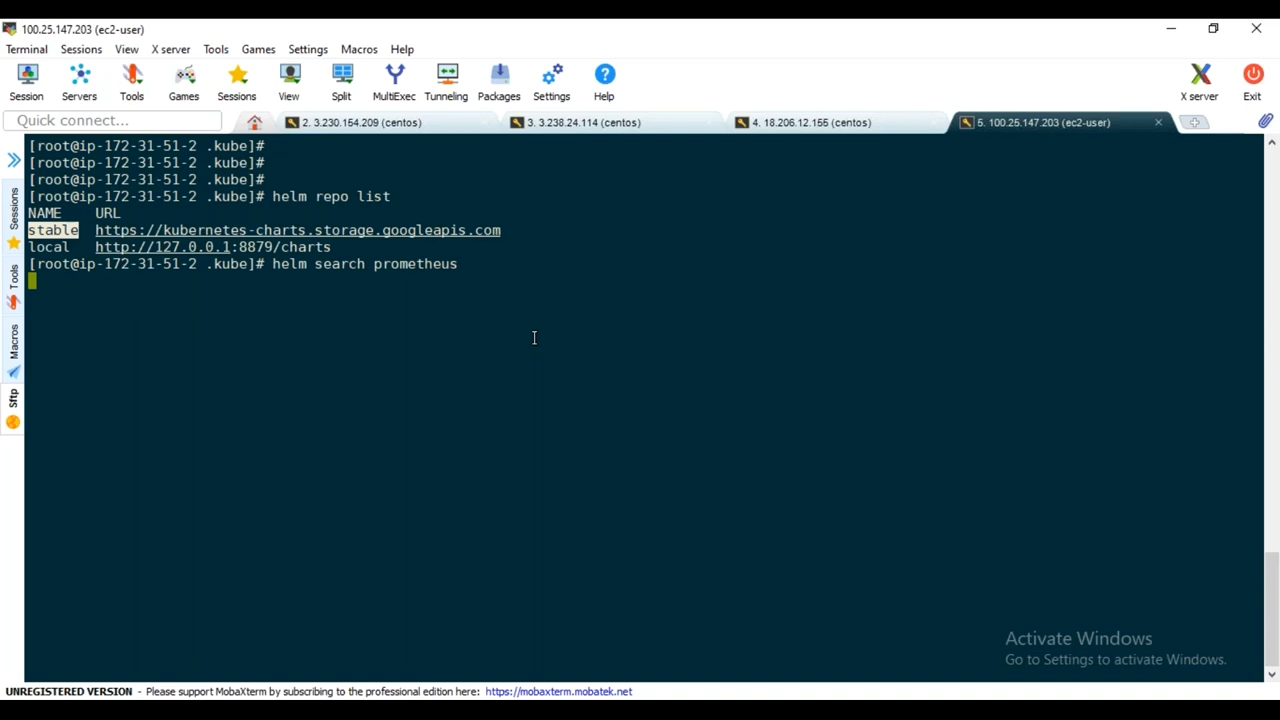 100.25.147.203 (ec2-user)
Terminal Sessions View X server Tools Games Settings Macros Help
Session Servers Tools Games Sessions View Split MultiExec Tunneling Packages Settings Help X server Exit
Quick connect...
2. 3.230.154.209 (centos)
3. 3.238.24.114 (centos)
4. 18.206.12.155 (centos)
5. 100.25.147.203 (ec2-user)
Sessions
Tools
Macros
Sftp
[root@ip-172-31-51-2 .kube]#
[root@ip-172-31-51-2 .kube]#
[root@ip-172-31-51-2 .kube]#
[root@ip-172-31-51-2 .kube]# helm repo list
NAME URL
stable https://kubernetes-charts.storage.googleapis.com
local http://127.0.0.1:8879/charts
[root@ip-172-31-51-2 .kube]# helm search prometheus
Activate Windows
Go to Settings to activate Windows.
UNREGISTERED VERSION - Please support MobaXterm by subscribing to the professional edition here: https://mobaxterm.mobatek.net